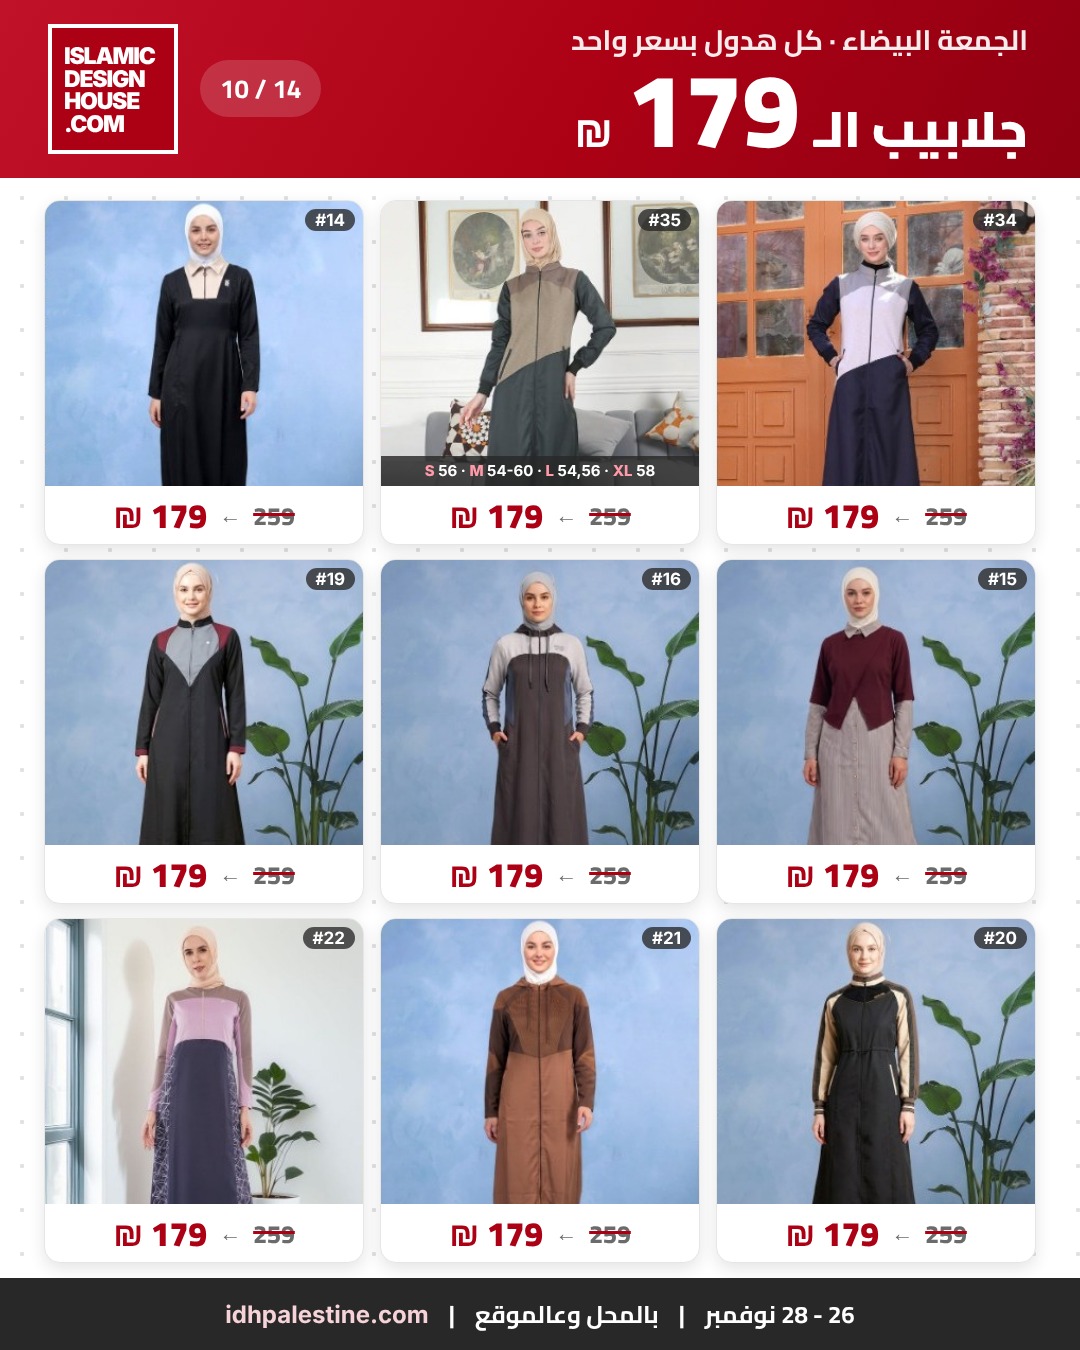 الجمعة البيضاء · كل هدول بسعر واحد
جلابيب الـ 179 ₪
10 / 14
ISLAMIC
DESIGN
HOUSE
.COM
#34
259 ← 179 ₪
#35
S 56 · M 54-60 · L 54,56 · XL 58
259 ← 179 ₪
#14
259 ← 179 ₪
#15
259 ← 179 ₪
#16
259 ← 179 ₪
#19
259 ← 179 ₪
#20
259 ← 179 ₪
#21
259 ← 179 ₪
#22
259 ← 179 ₪
26 - 28 نوفمبر | بالمحل وعالموقع | idhpalestine.com